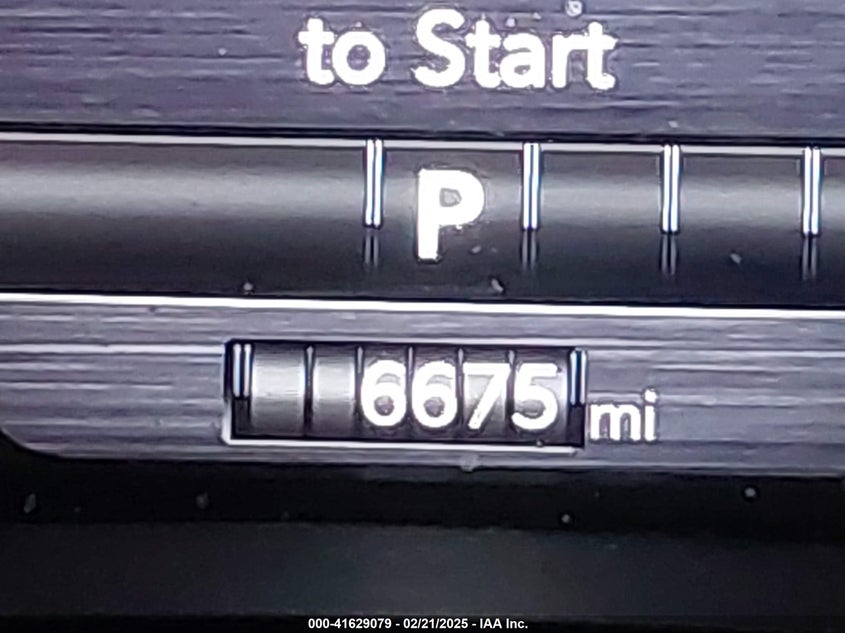 to Start
P
6675 mi
000-41629079 - 02/21/2025 - IAA Inc.